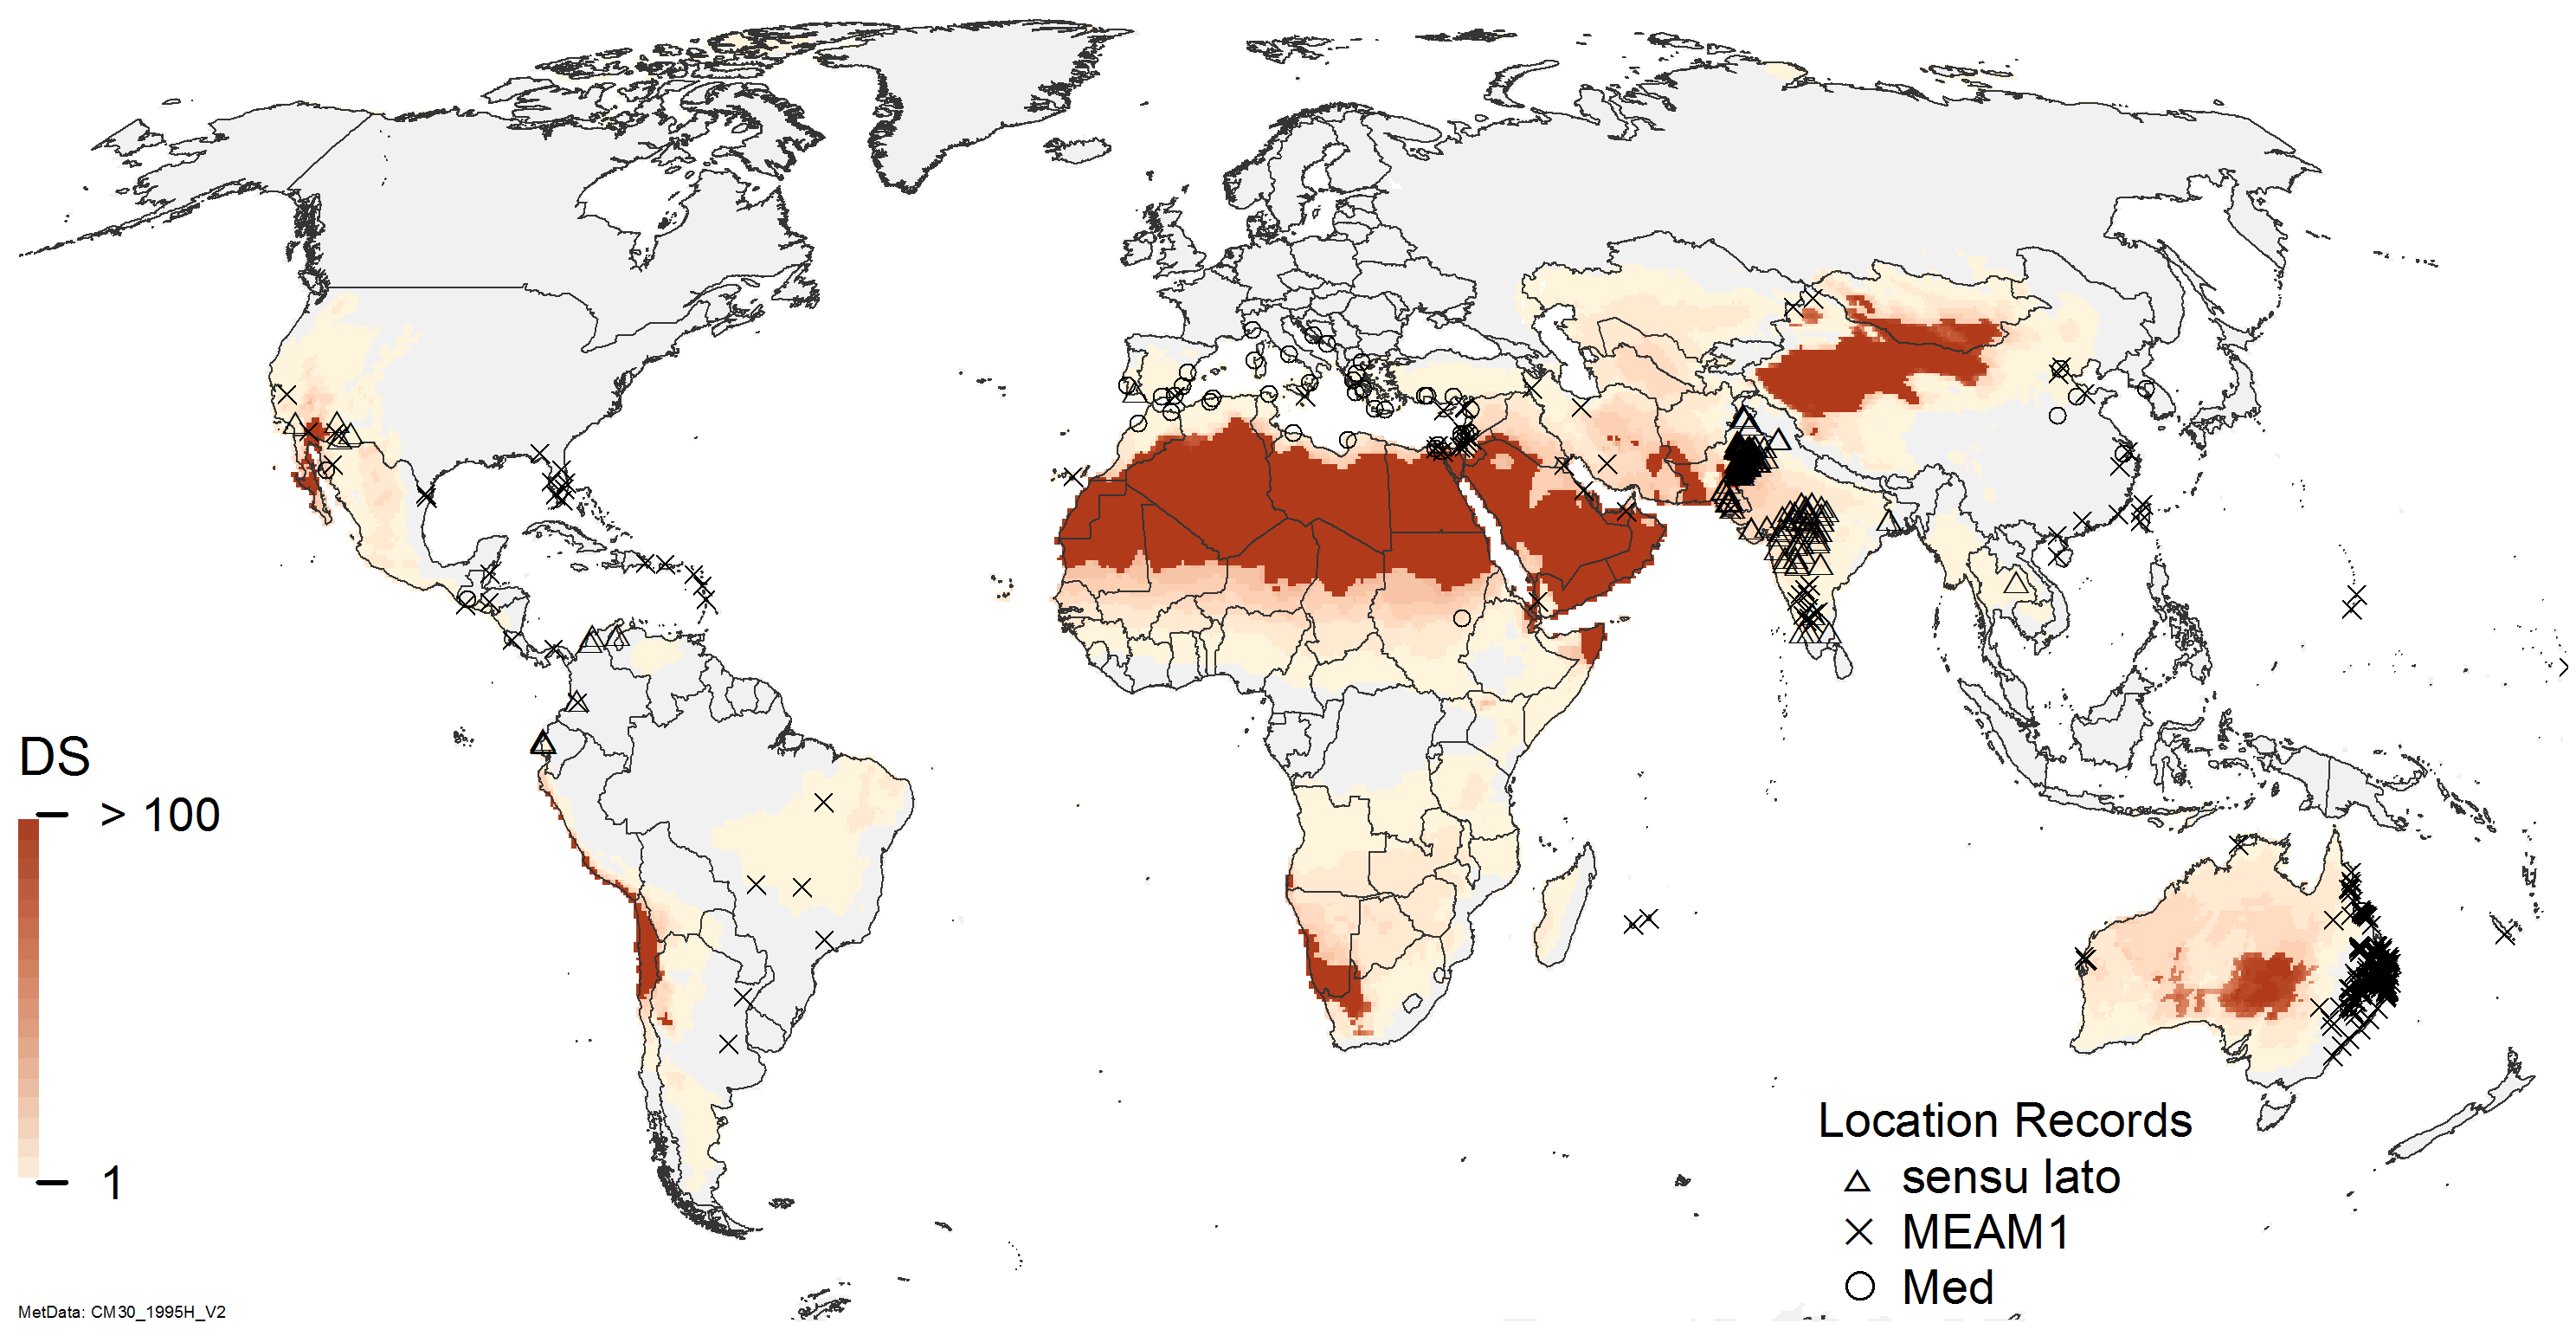 DS
> 100
1
Location Records
sensu lato
MEAM1
Med
MetData: CM30_1995H_V2